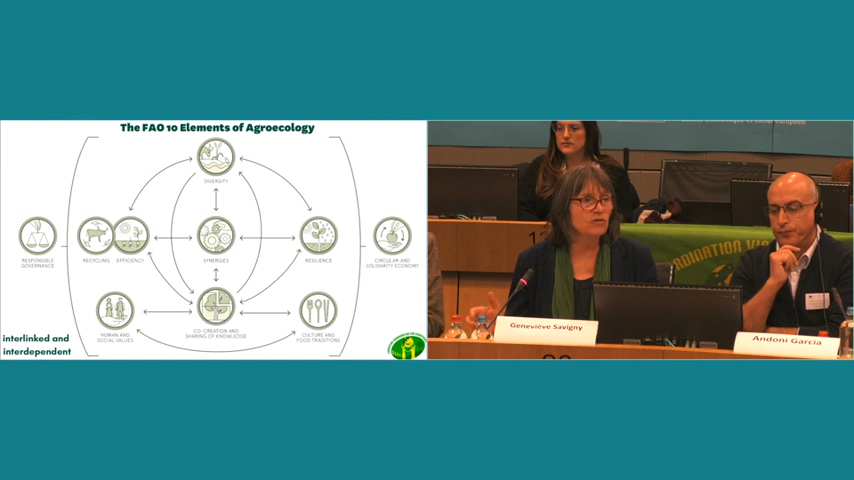 The FAO 10 Elements of Agroecology
DIVERSITY
RESPONSIBLE
GOVERNANCE
RECYCLING
EFFICIENCY
SYNERGIES
RESILIENCE
CIRCULAR AND
SOLIDARITY ECONOMY
HUMAN AND
SOCIAL VALUES
CO-CREATION AND
SHARING OF KNOWLEDGE
CULTURE AND
FOOD TRADITIONS
interlinked and
interdependent
Geneviève Savigny
Andoni Garcia